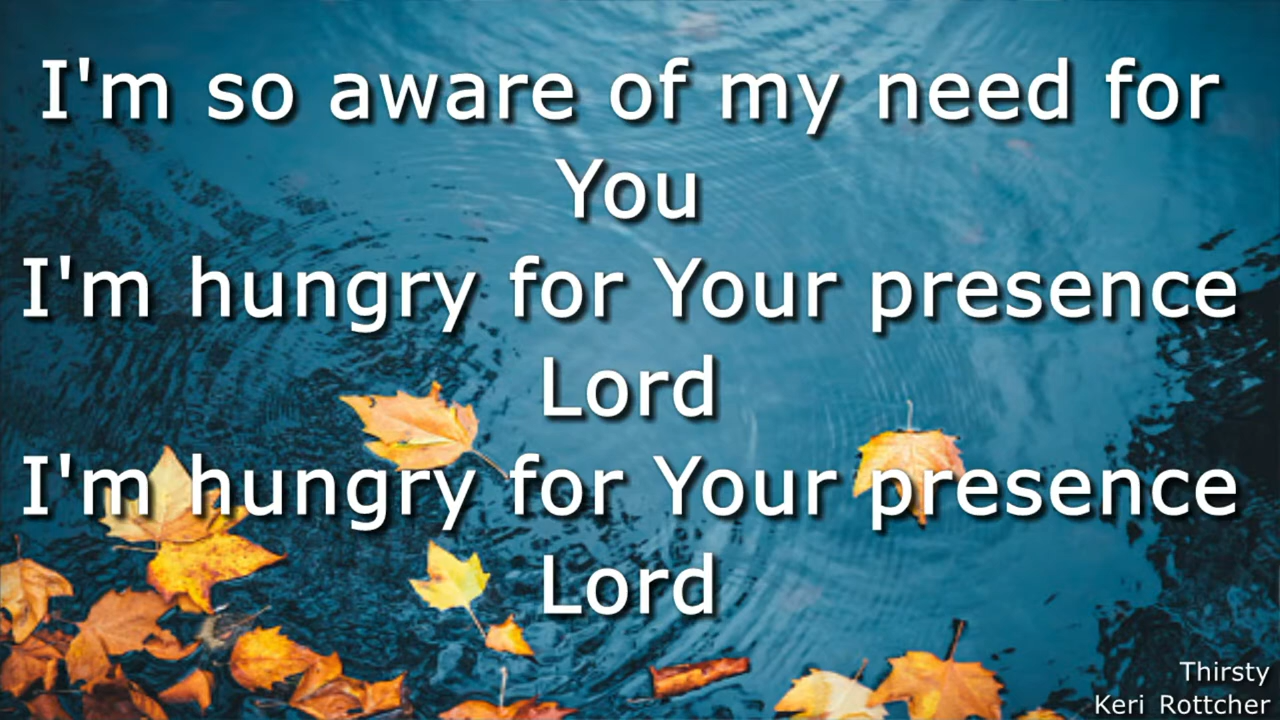 I'm so aware of my need for
You
I'm hungry for Your presence
Lord
I'm hungry for Your presence
Lord
Thirsty
Keri Rottcher